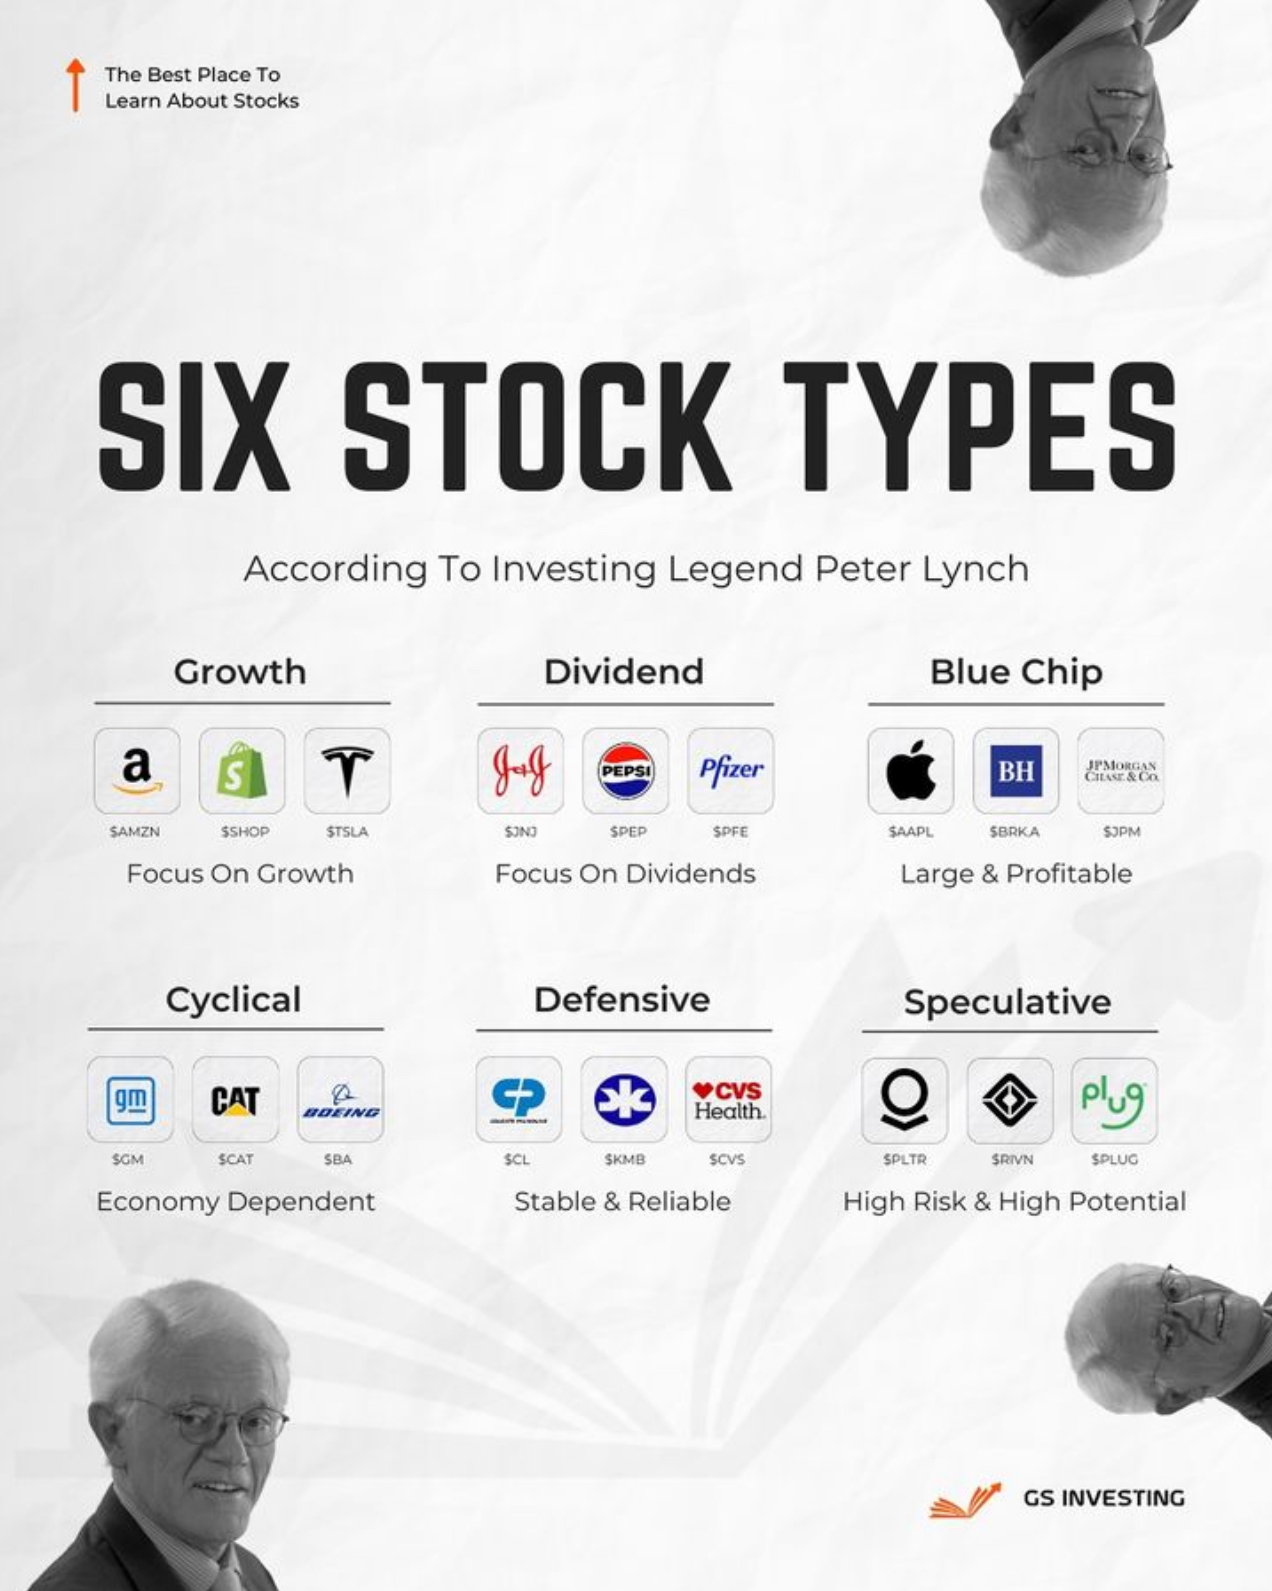 The Best Place To
Learn About Stocks
SIX STOCK TYPES
According To Investing Legend Peter Lynch
Growth
Dividend
Blue Chip
a
S
J&J
PEPSI
Pfizer
BH
JPMORGAN
CHASE & CO.
$AMZN
$SHOP
$TSLA
$JNJ
$PEP
$PFE
$AAPL
$BRK.A
$JPM
Focus On Growth
Focus On Dividends
Large & Profitable
Cyclical
Defensive
Speculative
gm
CAT
BOEING
CP
COLGATE-PALMOLIVE
K
CVS
Health.
plug
$GM
$CAT
$BA
$CL
$KMB
$CVS
$PLTR
$RIVN
$PLUG
Economy Dependent
Stable & Reliable
High Risk & High Potential
GS INVESTING